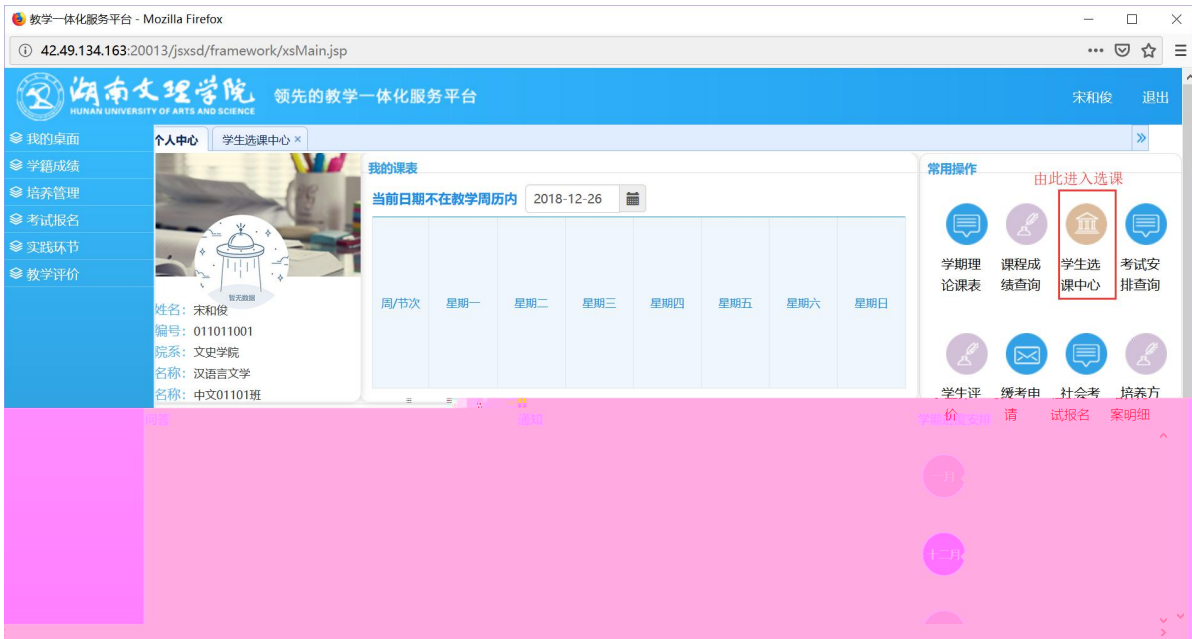 教学一体化服务平台 - Mozilla Firefox
42.49.134.163:20013/jsxsd/framework/xsMain.jsp
湖南文理学院
HUNAN UNIVERSITY OF ARTS AND SCIENCE
领先的教学一体化服务平台
宋和俊 退出
我的桌面
学籍成绩
培养管理
考试报名
实践环节
教学评价
个人中心 学生选课中心 ×
暂无数据
姓名: 宋和俊
编号: 011011001
院系: 文史学院
名称: 汉语言文学
名称: 中文01101班
我的课表
当前日期不在教学周历内 2018-12-26
周/节次 星期一 星期二 星期三 星期四 星期五 星期六 星期日
常用操作
由此进入选课
学期理论课表
课程成绩查询
学生选课中心
考试安排查询
学生评价
缓考申请
社会考试报名
培养方案明细
问答
通知
一月
十二月